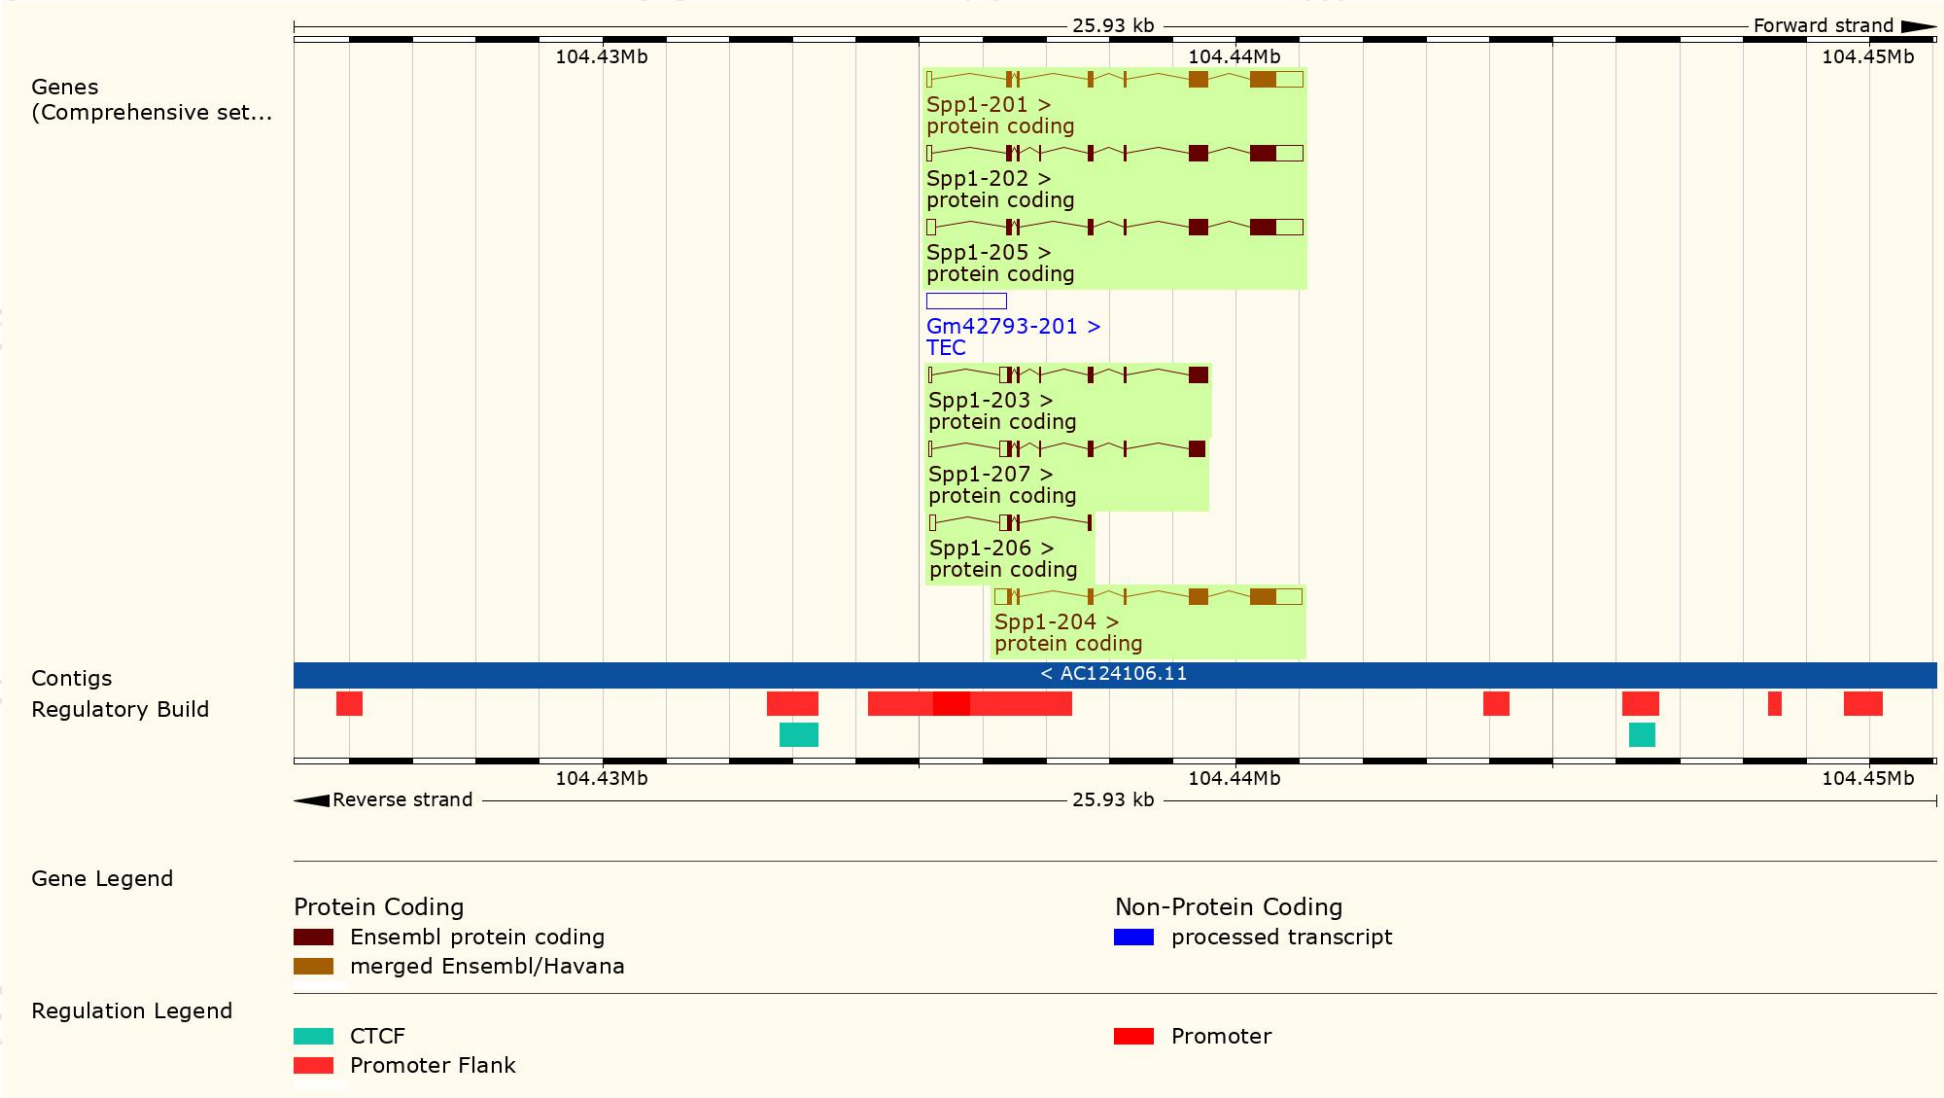 25.93 kb
Forward strand
104.43Mb
104.44Mb
104.45Mb
Genes
(Comprehensive set...
Spp1-201 >
protein coding
Spp1-202 >
protein coding
Spp1-205 >
protein coding
Gm42793-201 >
TEC
Spp1-203 >
protein coding
Spp1-207 >
protein coding
Spp1-206 >
protein coding
Spp1-204 >
protein coding
Contigs
< AC124106.11
Regulatory Build
104.43Mb
104.44Mb
104.45Mb
Reverse strand
25.93 kb
Gene Legend
Protein Coding
Non-Protein Coding
Ensembl protein coding
processed transcript
merged Ensembl/Havana
Regulation Legend
CTCF
Promoter
Promoter Flank